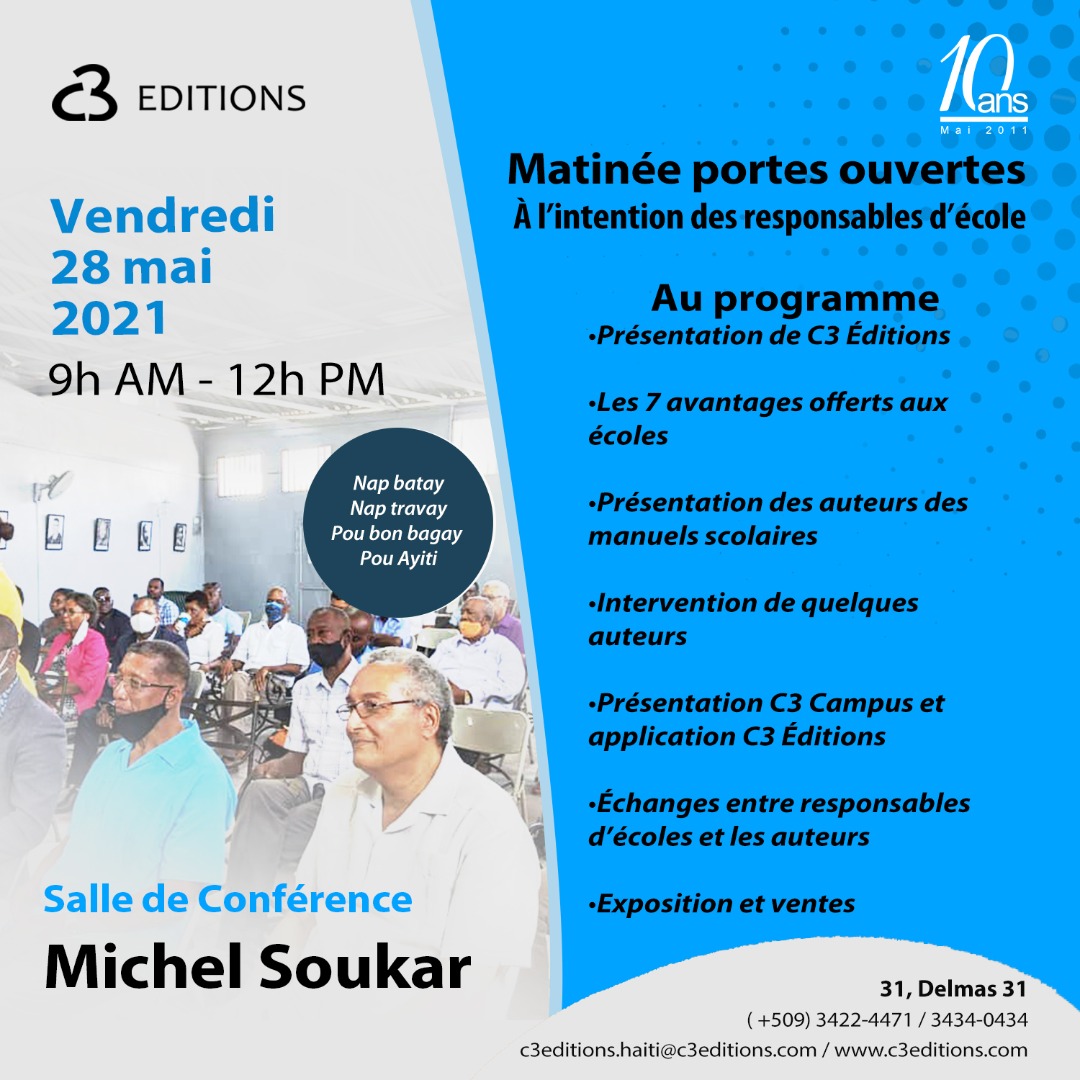 C3 EDITIONS
10
ans
Mai 2011
Vendredi
28 mai
2021
9h AM - 12h PM
Nap batay
Nap travay
Pou bon bagay
Pou Ayiti
Salle de Conférence
Michel Soukar
Matinée portes ouvertes
À l'intention des responsables d'école
Au programme
•Présentation de C3 Éditions
•Les 7 avantages offerts aux
écoles
•Présentation des auteurs des
manuels scolaires
•Intervention de quelques
auteurs
•Présentation C3 Campus et
application C3 Éditions
•Échanges entre responsables
d'écoles et les auteurs
•Exposition et ventes
31, Delmas 31
( +509) 3422-4471 / 3434-0434
c3editions.haiti@c3editions.com / www.c3editions.com